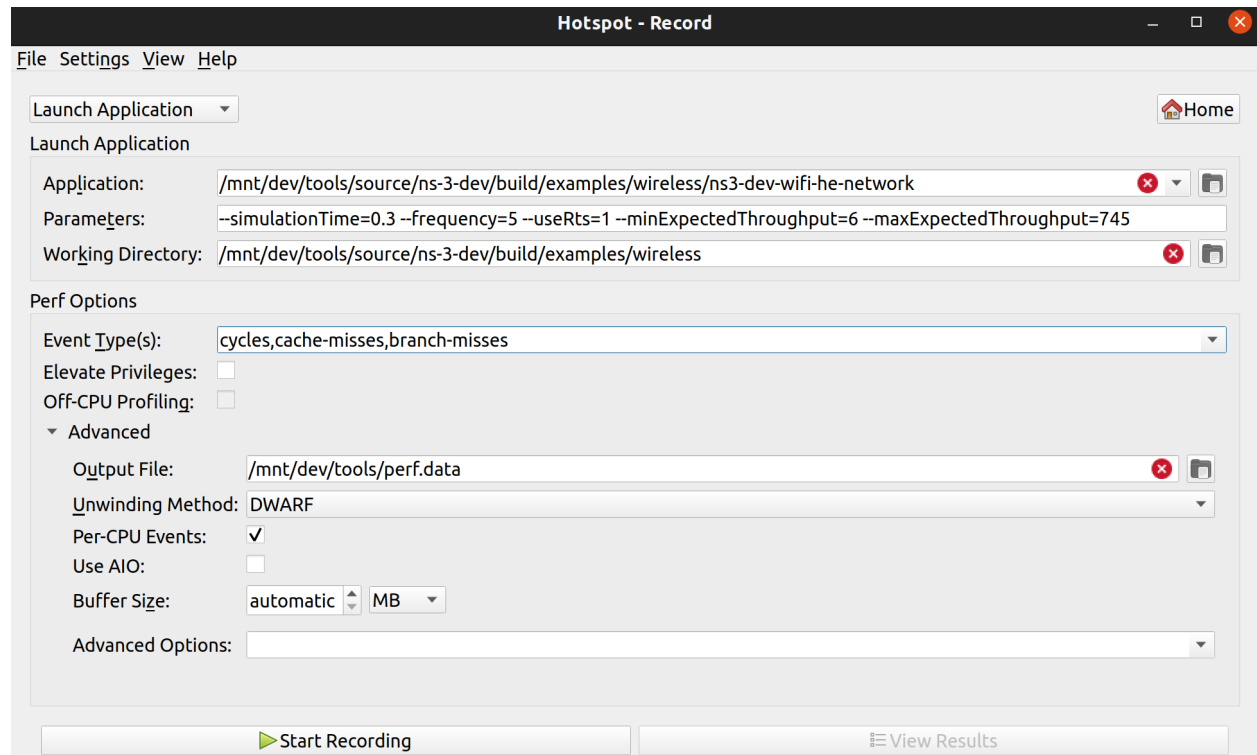 Hotspot - Record
File Settings View Help
Launch Application
Home
Launch Application
Application: /mnt/dev/tools/source/ns-3-dev/build/examples/wireless/ns3-dev-wifi-he-network
Parameters: --simulationTime=0.3 --frequency=5 --useRts=1 --minExpectedThroughput=6 --maxExpectedThroughput=745
Working Directory: /mnt/dev/tools/source/ns-3-dev/build/examples/wireless
Perf Options
Event Type(s): cycles,cache-misses,branch-misses
Elevate Privileges:
Off-CPU Profiling:
Advanced
Output File: /mnt/dev/tools/perf.data
Unwinding Method: DWARF
Per-CPU Events:
Use AIO:
Buffer Size: automatic MB
Advanced Options:
Start Recording View Results